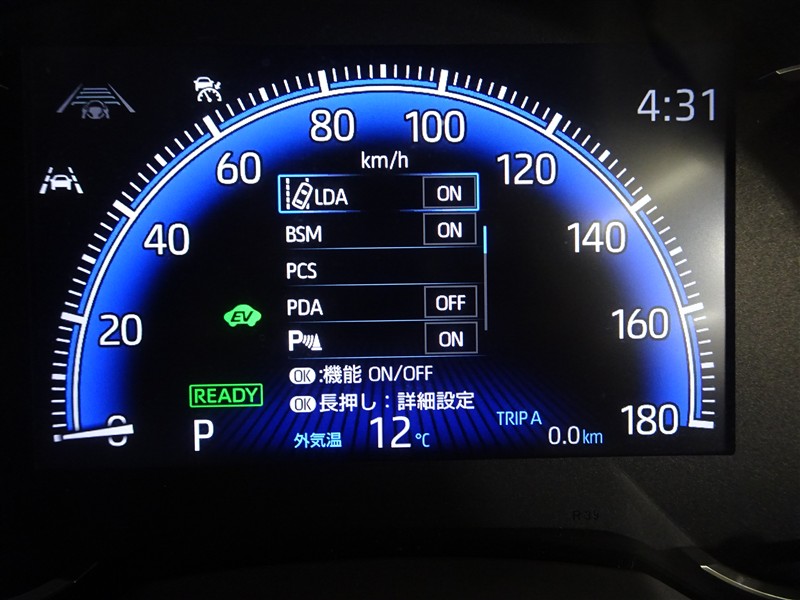 4:31
80 100
km/h
60 120
LDA ON
BSM ON
40 140
PCS
PDA OFF
EV
20 160
P ON
OK:機能 ON/OFF
READY
OK長押し：詳細設定
0 180
P 外気温 12℃
TRIP A
0.0km